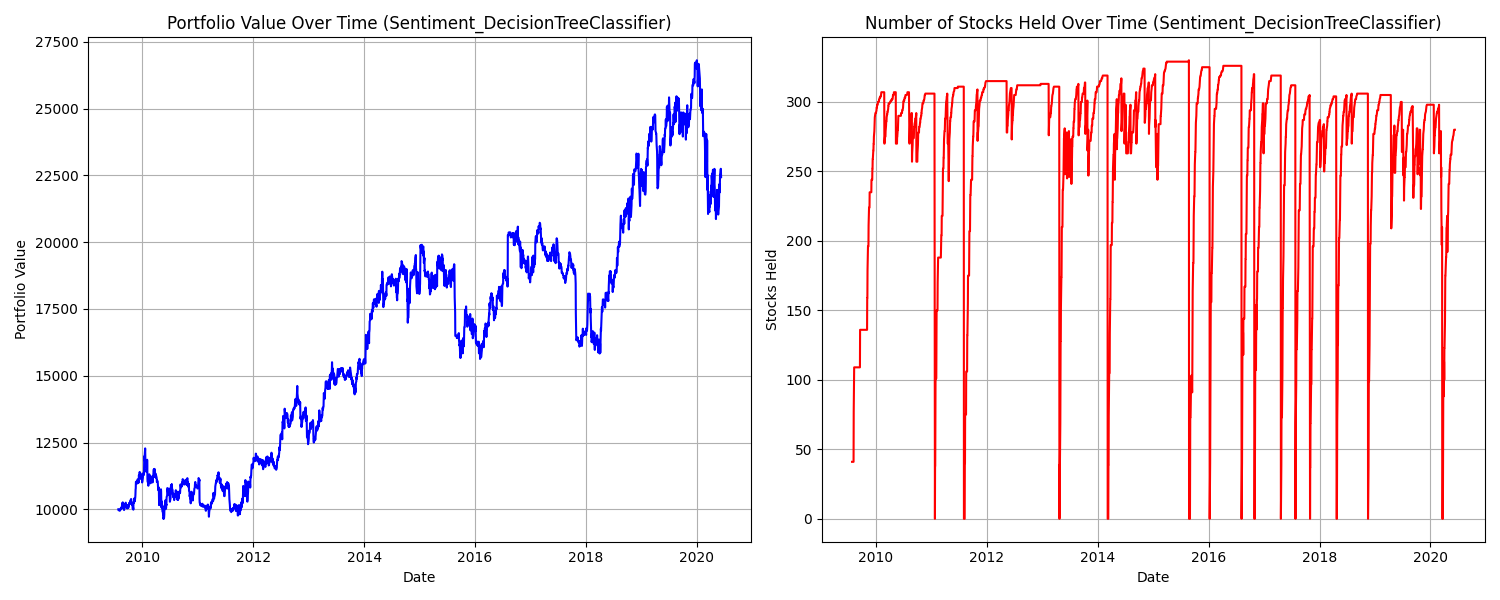 Portfolio Value Over Time (Sentiment_DecisionTreeClassifier)
Portfolio Value
27500
25000
22500
20000
17500
15000
12500
10000
2010 2012 2014 2016 2018 2020
Date
Number of Stocks Held Over Time (Sentiment_DecisionTreeClassifier)
Stocks Held
300
250
200
150
100
50
0
2010 2012 2014 2016 2018 2020
Date